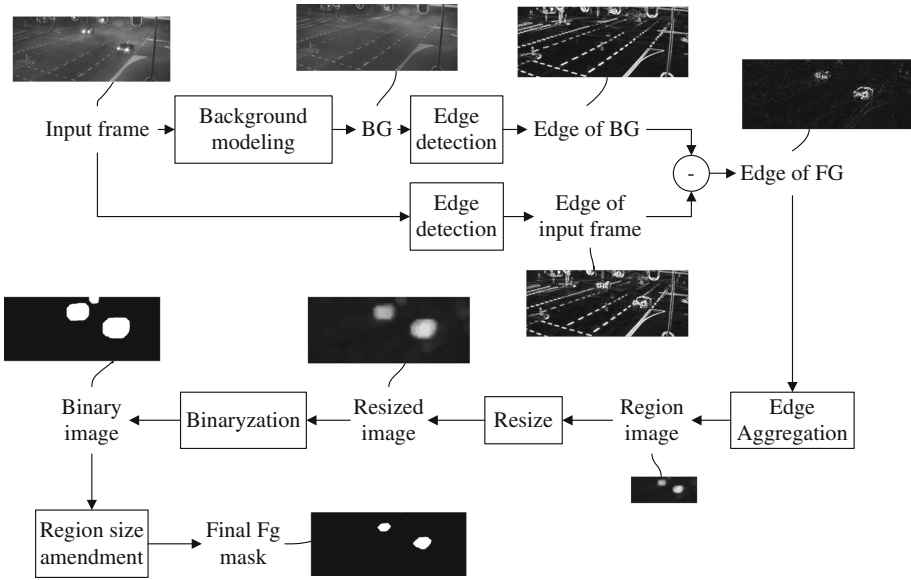 Input frame
Background
modeling
BG
Edge
detection
Edge of BG
-
Edge of FG
Edge
detection
Edge of
input frame
Binary
image
Binaryzation
Resized
image
Resize
Region
image
Edge
Aggregation
Region size
amendment
Final Fg
mask